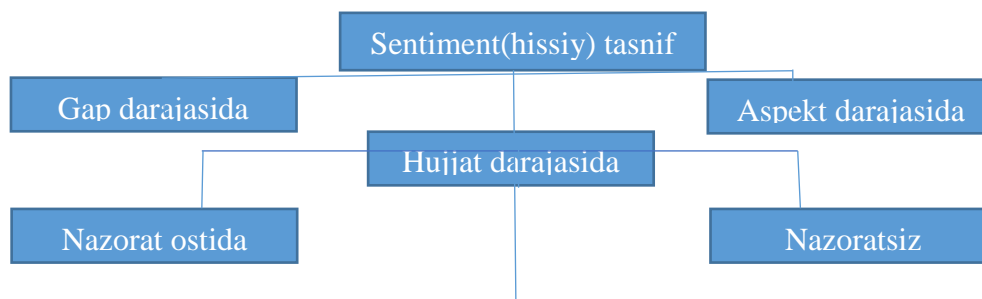 Sentiment(hissiy) tasnif
Gap darajasida
Aspekt darajasida
Hujjat darajasida
Nazorat ostida
Nazoratsiz